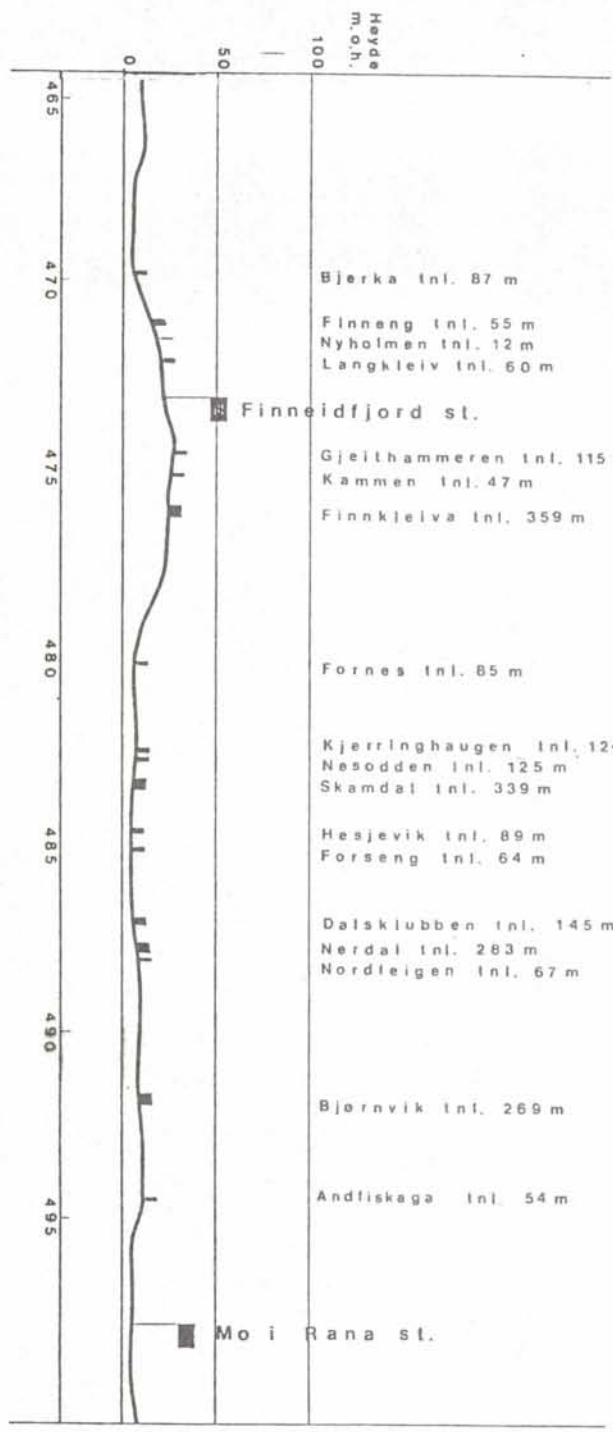 Høyde
m.o.h.
0
50
100
465
470
475
480
485
490
495
Bjerka tnl. 87 m
Finneng tnl. 55 m
Nyholmen tnl. 12 m
Langkleiv tnl. 60 m
Finneidfjord st.
Gjeithammeren tnl. 115
Kammen tnl. 47 m
Finnkleiva tnl. 359 m
Fornes tnl. 85 m
Kjerringhaugen tnl. 12
Nesodden tnl. 125 m
Skamdal tnl. 339 m
Hesjevik tnl. 89 m
Forseng tnl. 64 m
Dalsklubben tnl. 145 m
Nerdal tnl. 283 m
Nordleigen tnl. 67 m
Bjørnvik tnl. 269 m
Andfiskaga tnl. 54 m
Mo i Rana st.